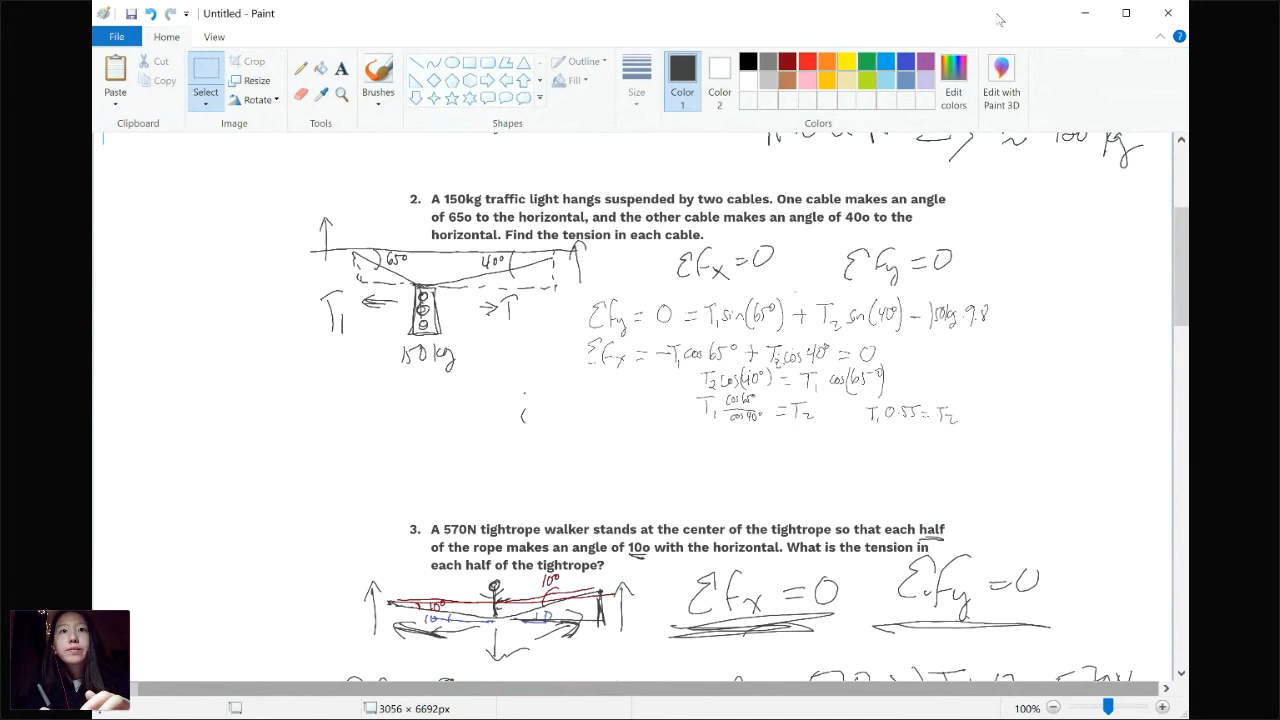 Untitled - Paint
File
Home
View
Paste
Cut
Copy
Clipboard
Select
Crop
Resize
Rotate
Image
Tools
Brushes
Shapes
Outline
Fill
Size
Color 1
Color 2
Edit colors
Edit with Paint 3D
Colors
100 kg
2. A 150kg traffic light hangs suspended by two cables. One cable makes an angle
of 65o to the horizontal, and the other cable makes an angle of 40o to the
horizontal. Find the tension in each cable.
65° 40°
ΣFx = 0 ΣFy = 0
T1 T
150kg
ΣFy = 0 = T1 sin(65°) + T2 sin(40°) - 150kg·9.8
ΣFx = -T1 cos 65° + T2 cos 40° = 0
T2 cos(40°) = T1 cos(65°)
T1 cos65°/cos40° = T2 T1 0.55 = T2
3. A 570N tightrope walker stands at the center of the tightrope so that each half
of the rope makes an angle of 10o with the horizontal. What is the tension in
each half of the tightrope?
10° 10°
10 10
ΣFx = 0 ΣFy = 0
100%
3056 × 6692px